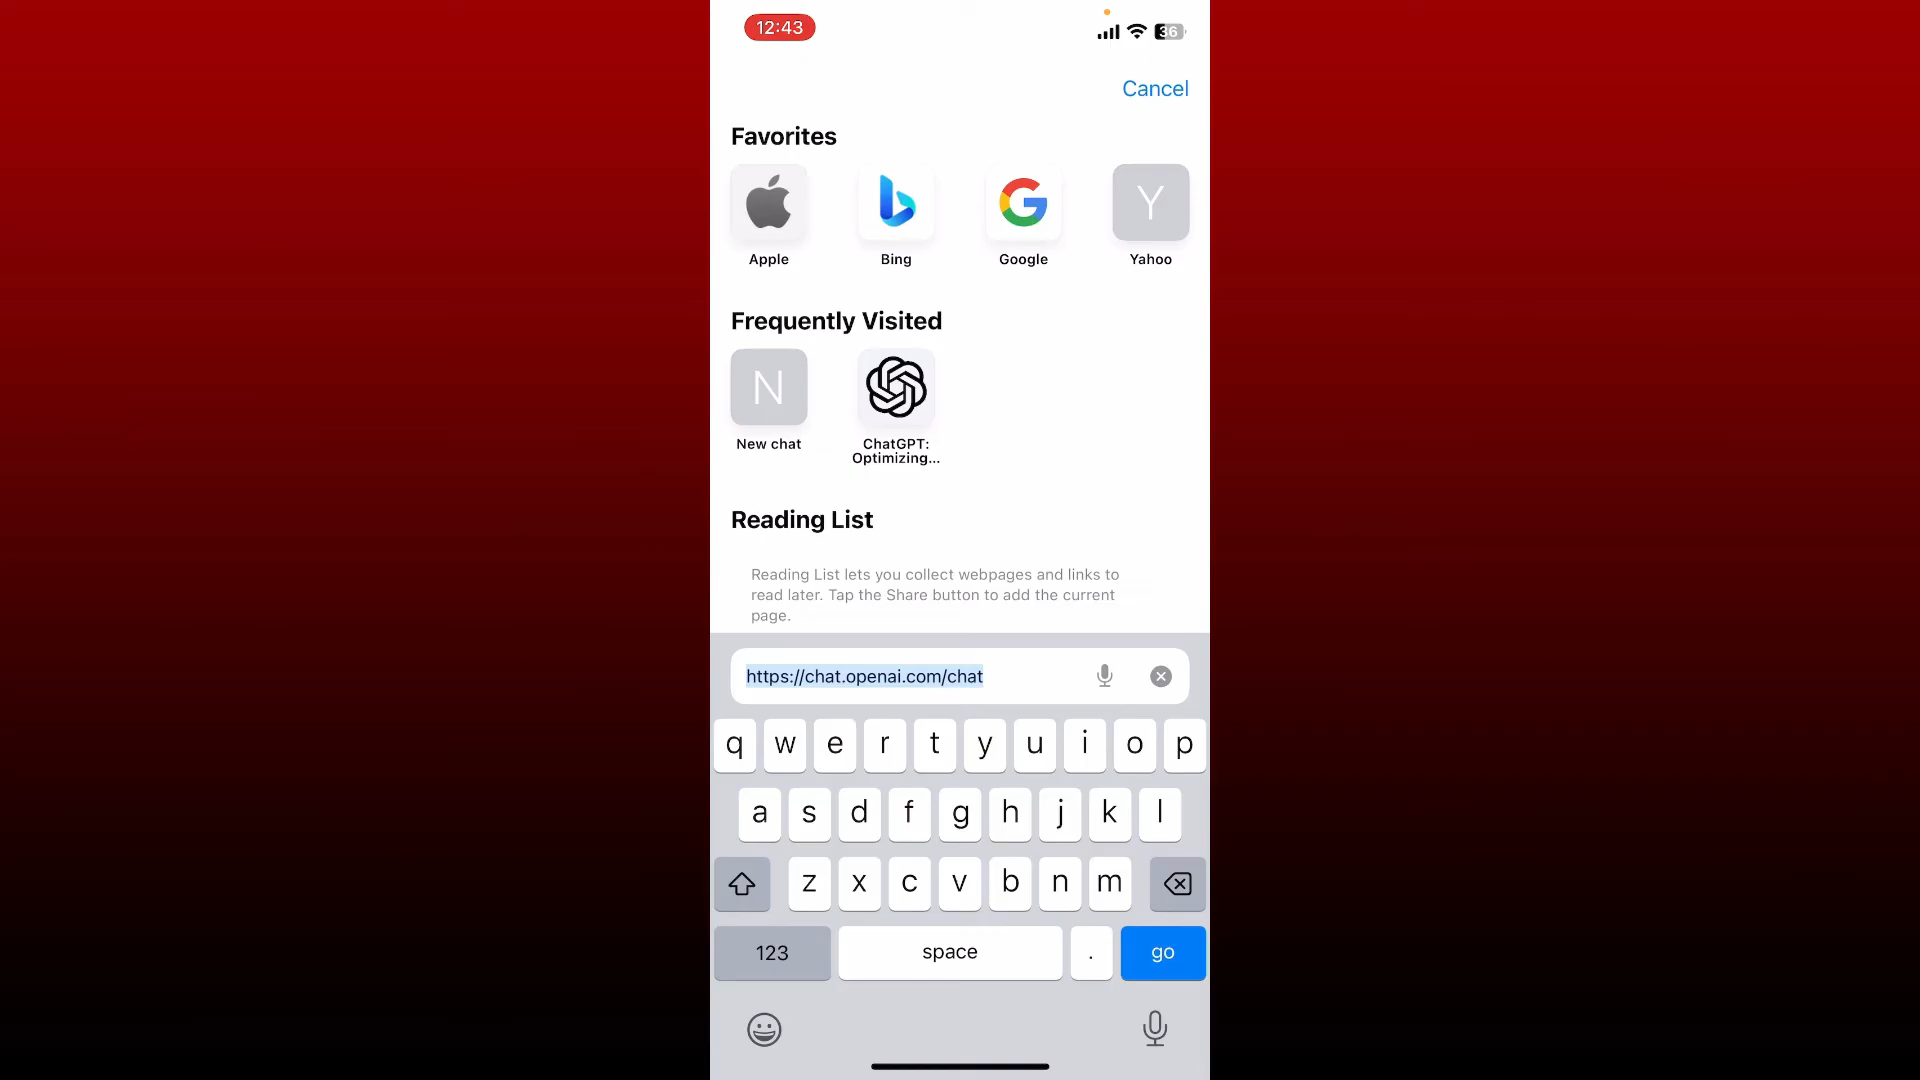 12:43
36
Cancel
Favorites
Y
Apple
Bing
Google
Yahoo
Frequently Visited
N
New chat
ChatGPT:
Optimizing...
Reading List
Reading List lets you collect webpages and links to
read later. Tap the Share button to add the current
page.
https://chat.openai.com/chat
q w e r t y u i o p
a s d f g h j k l
z x c v b n m
123 space . go